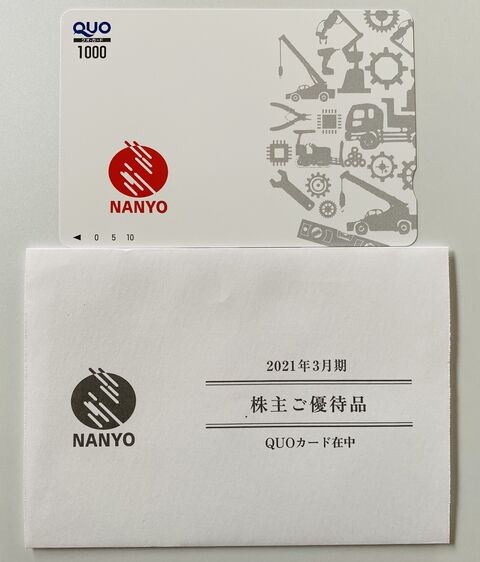 QUO
クオ・カード
1000
NANYO
0 5 10
2021年3月期
株主ご優待品
QUOカード在中
NANYO